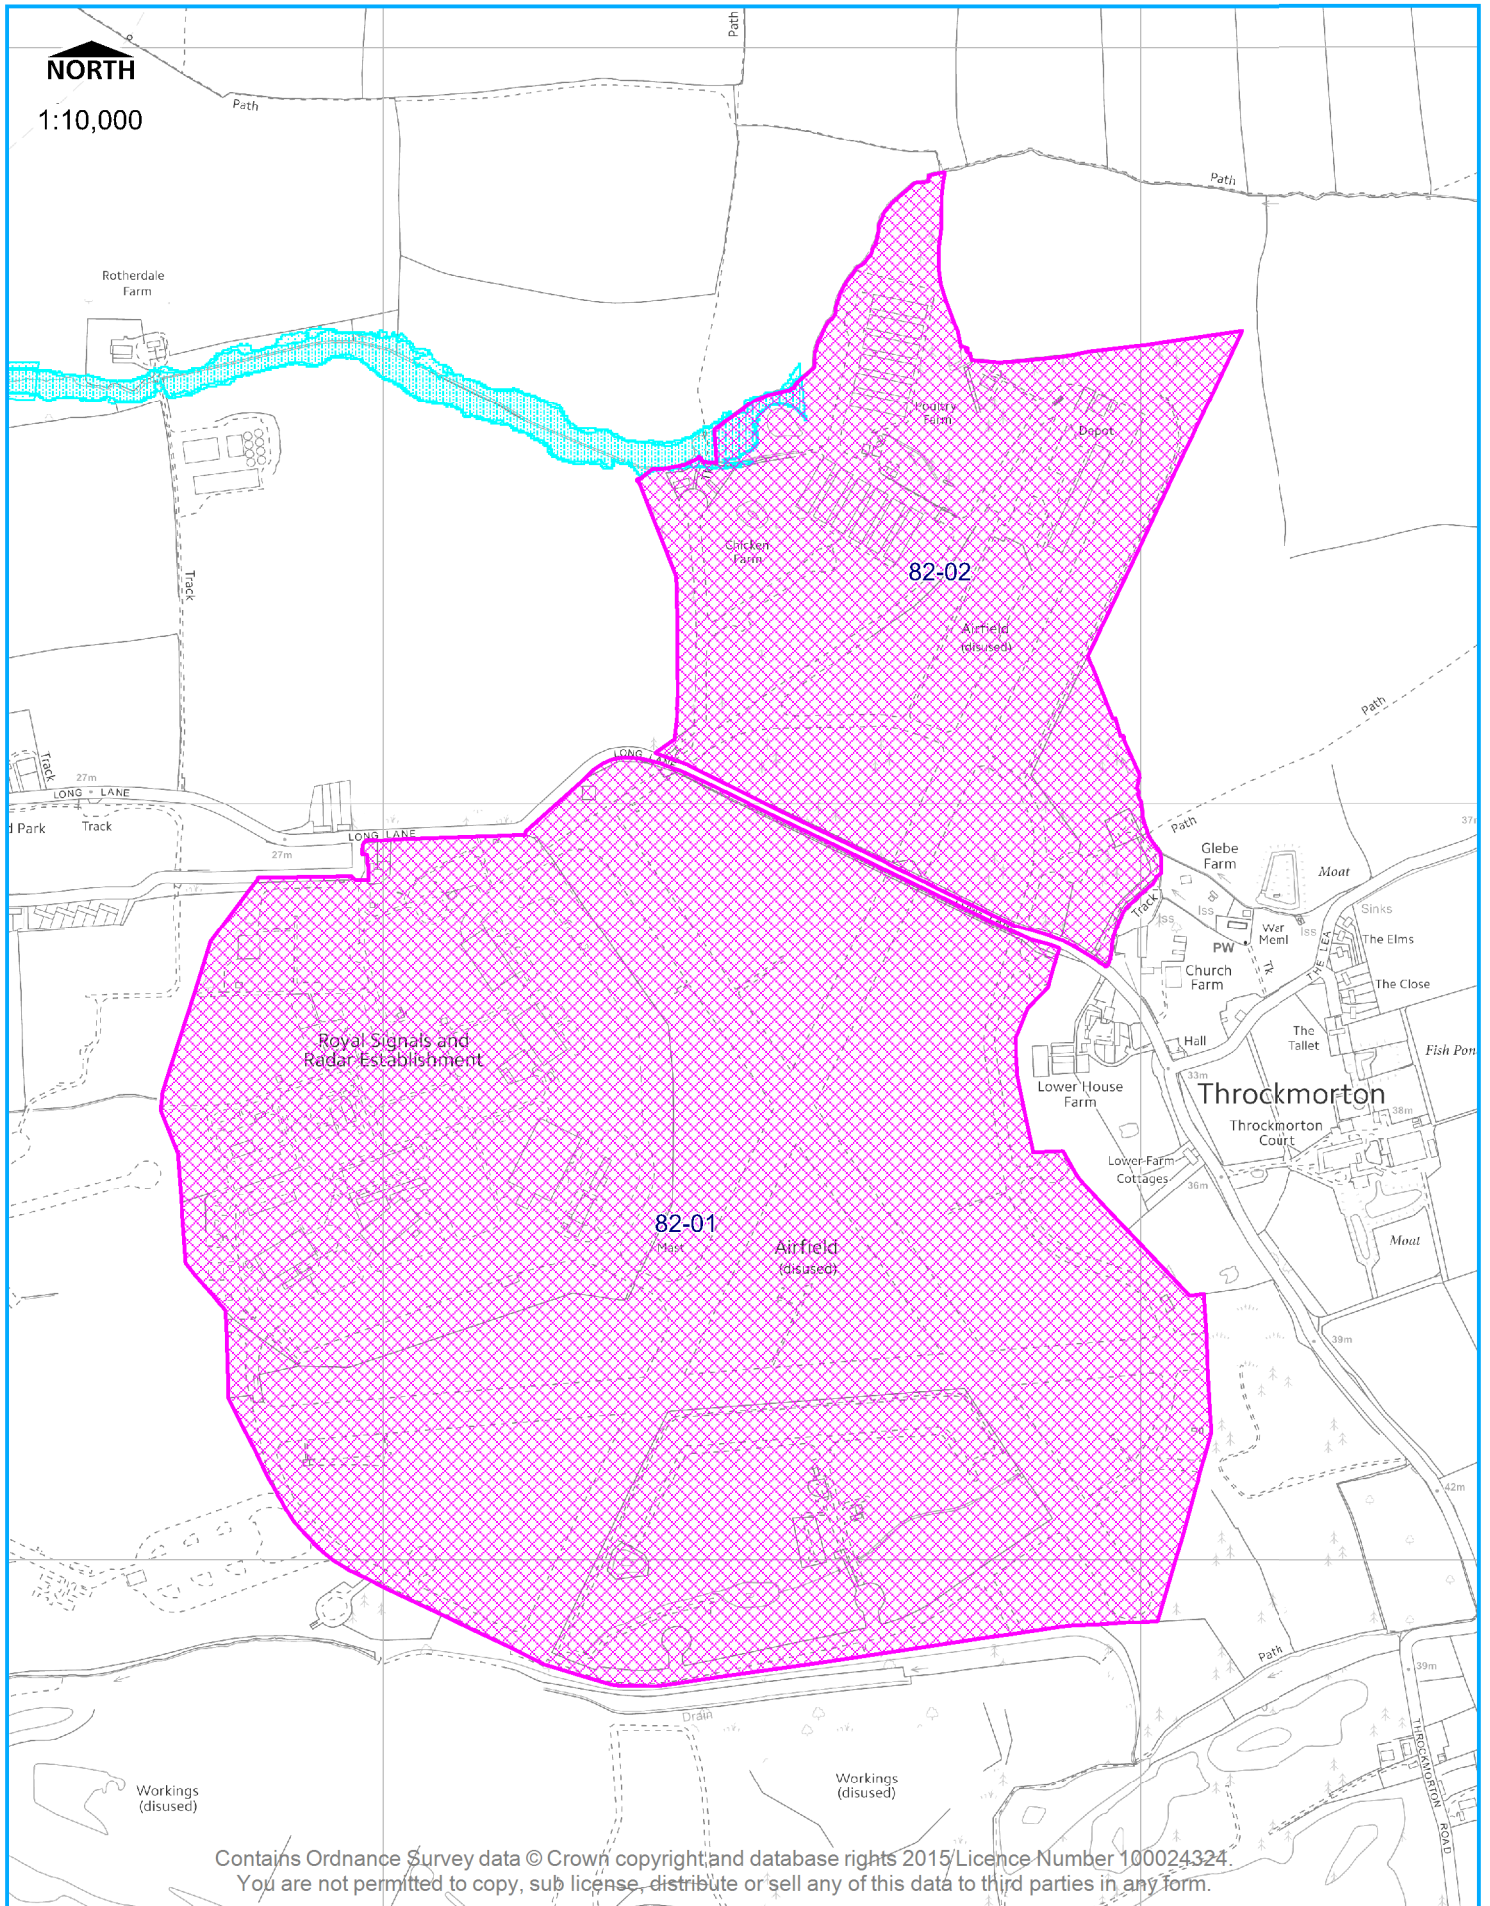 Path
NORTH
1:10,000
Path
Path
Rotherdale
Farm
Poultry
Farm
Depot
Chicken
Farm
82-02
Track
Airfield
(disused)
Path
Track
LONG
27m
LONG LANE
d Park
Track
LONG LANE
27m
37m
Path
Glebe
Farm
Moat
Track
Iss
Iss
Iss
Sinks
War
Meml
PW
The Elms
THE LEA
Tk
Church
Farm
The Close
Royal Signals and
Radar Establishment
Hall
The
Tallet
Fish Pon
33m
Lower House
Farm
Throckmorton
38m
Throckmorton
Court
Lower Farm
Cottages
36m
82-01
Mast
Airfield
(disused)
Moat
39m
42m
Path
39m
Drain
THROCKMORTON ROAD
Workings
(disused)
Workings
(disused)
Contains Ordnance Survey data © Crown copyright and database rights 2015 Licence Number 100024324.
You are not permitted to copy, sub license, distribute or sell any of this data to third parties in any form.